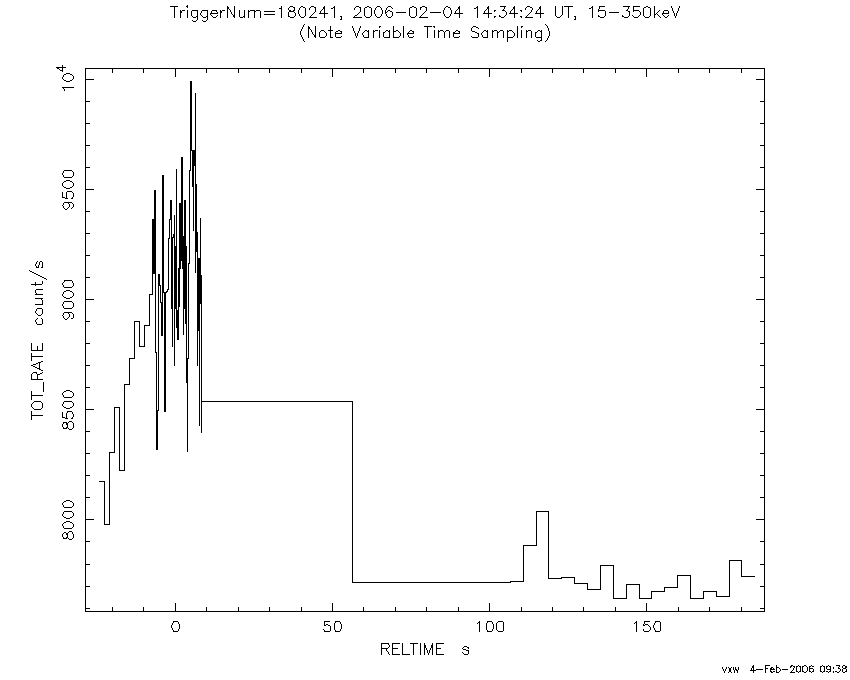 TriggerNum=180241, 2006-02-04 14:34:24 UT, 15-350keV
(Note Variable Time Sampling)
10^4
9500
9000
8500
8000
TOT_RATE count/s
0 50 100 150
RELTIME s
vxw 4-Feb-2006 09:38